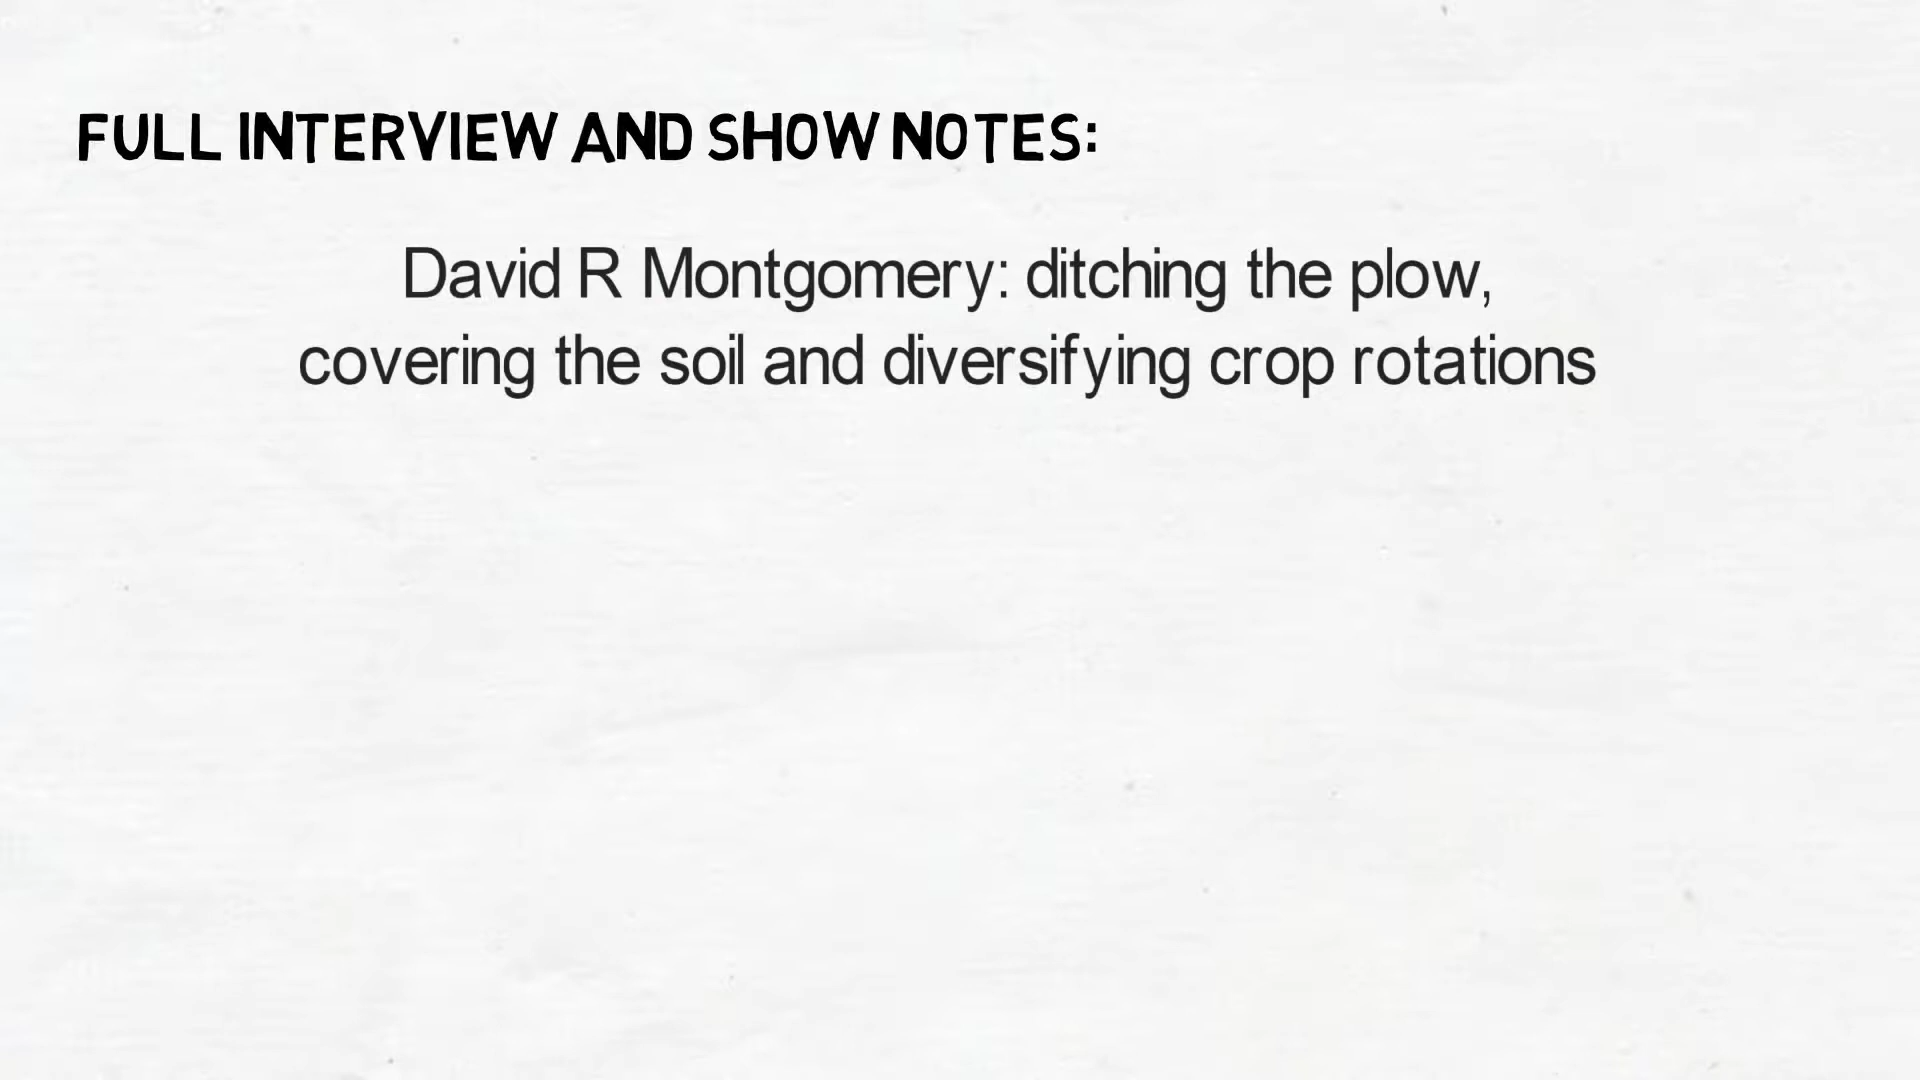 FULL INTERVIEW AND SHOW NOTES:
David R Montgomery: ditching the plow,
covering the soil and diversifying crop rotations